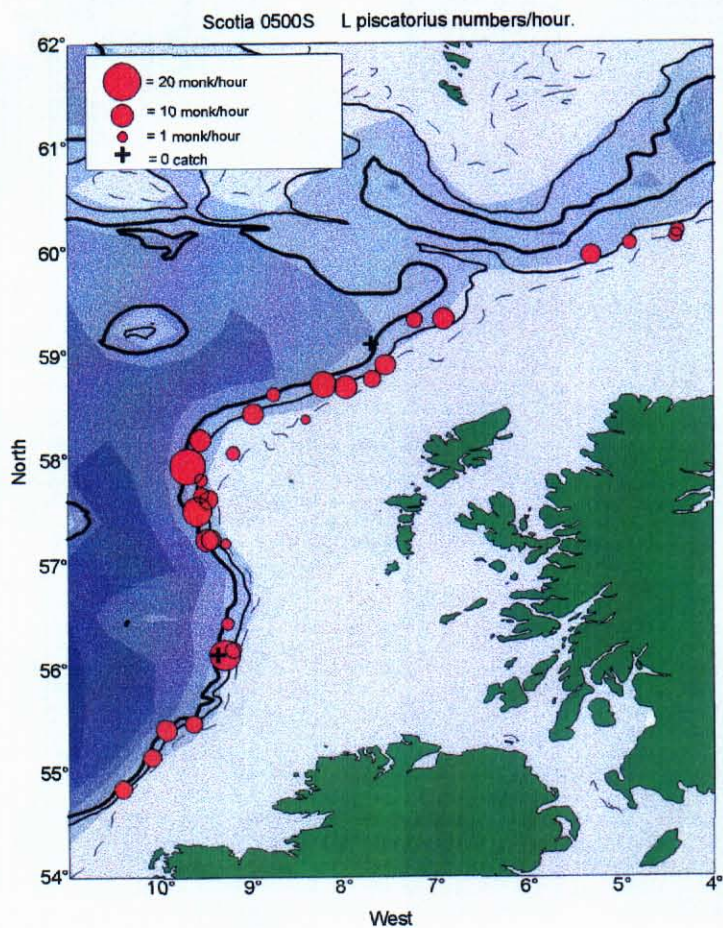 Scotia 0500S L piscatorius numbers/hour.
= 20 monk/hour
= 10 monk/hour
= 1 monk/hour
= 0 catch
62°
61°
60°
59°
58°
57°
56°
55°
54°
North
10° 9° 8° 7° 6° 5° 4°
West